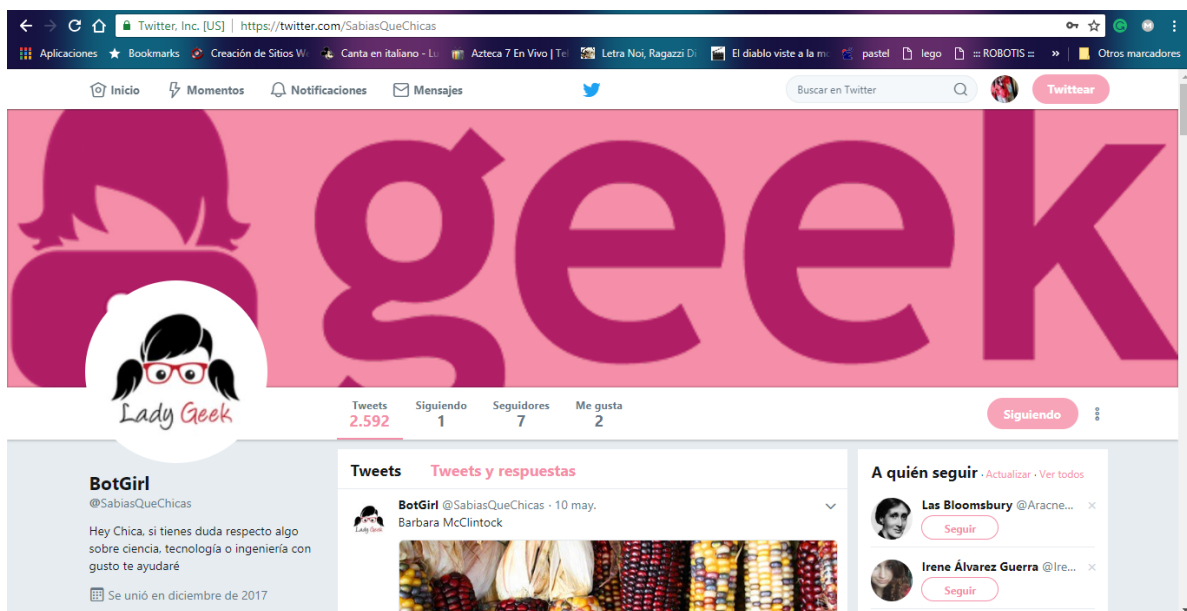 Twitter, Inc. [US] | https://twitter.com/SabiasQueChicas
Aplicaciones Bookmarks Creación de Sitios W Canta en italiano - Lu Azteca 7 En Vivo | Tel Letra Noi, Ragazzi Di El diablo viste a la mo pastel lego ::: ROBOTIS ::: » Otros marcadores
Inicio Momentos Notificaciones Mensajes Buscar en Twitter Twittear
geek
Lady Geek
Tweets Siguiendo Seguidores Me gusta
2.592 1 7 2
Siguiendo
BotGirl
@SabiasQueChicas
Hey Chica, si tienes duda respecto algo
sobre ciencia, tecnología o ingeniería con
gusto te ayudaré
Se unió en diciembre de 2017
Tweets Tweets y respuestas
BotGirl @SabiasQueChicas · 10 may.
Barbara McClintock
Lady Geek
A quién seguir · Actualizar · Ver todos
Las Bloomsbury @Aracne...
Seguir
Irene Álvarez Guerra @Ire...
Seguir